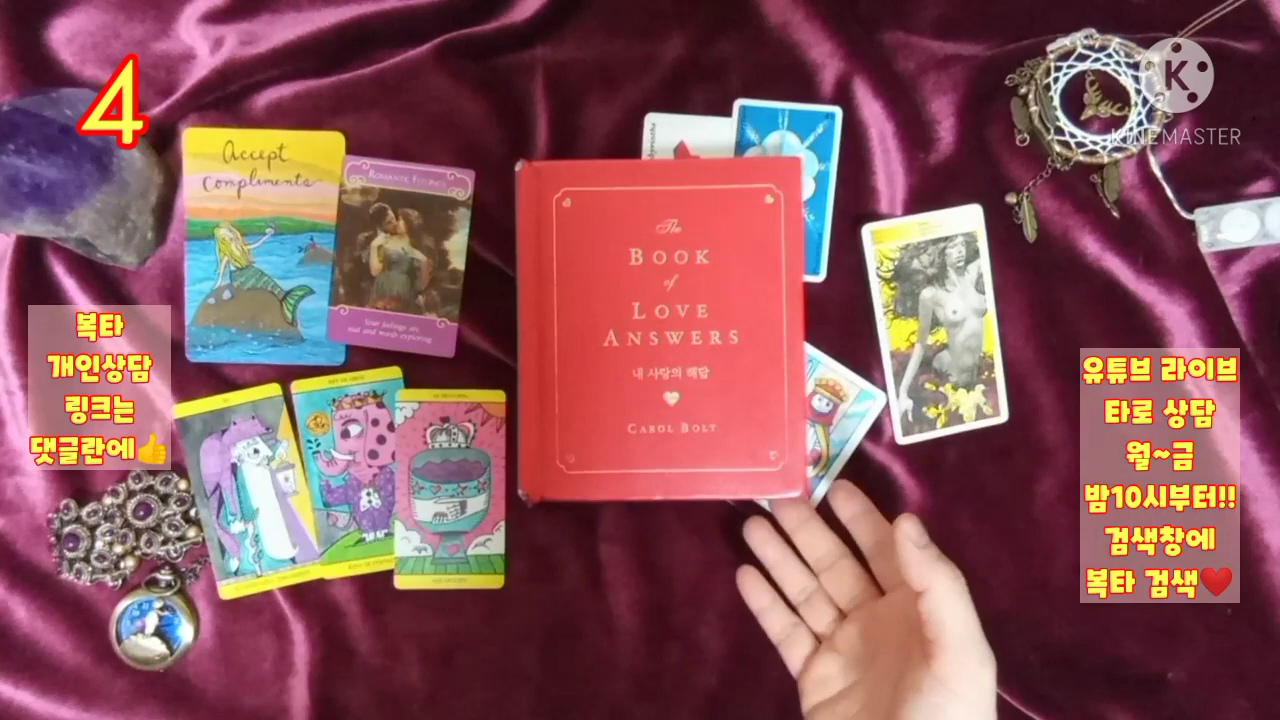 4
Accept
Compliments
ROMANTIC FEELINGS
Your feelings are
real and worth exploring
The
BOOK
of
LOVE
ANSWERS
내 사랑의 해답
CAROL BOLT
KINEMASTER
복타
개인상담
링크는
댓글란에👍
유튜브 라이브
타로 상담
월~금
밤10시부터!!
검색창에
복타 검색❤️